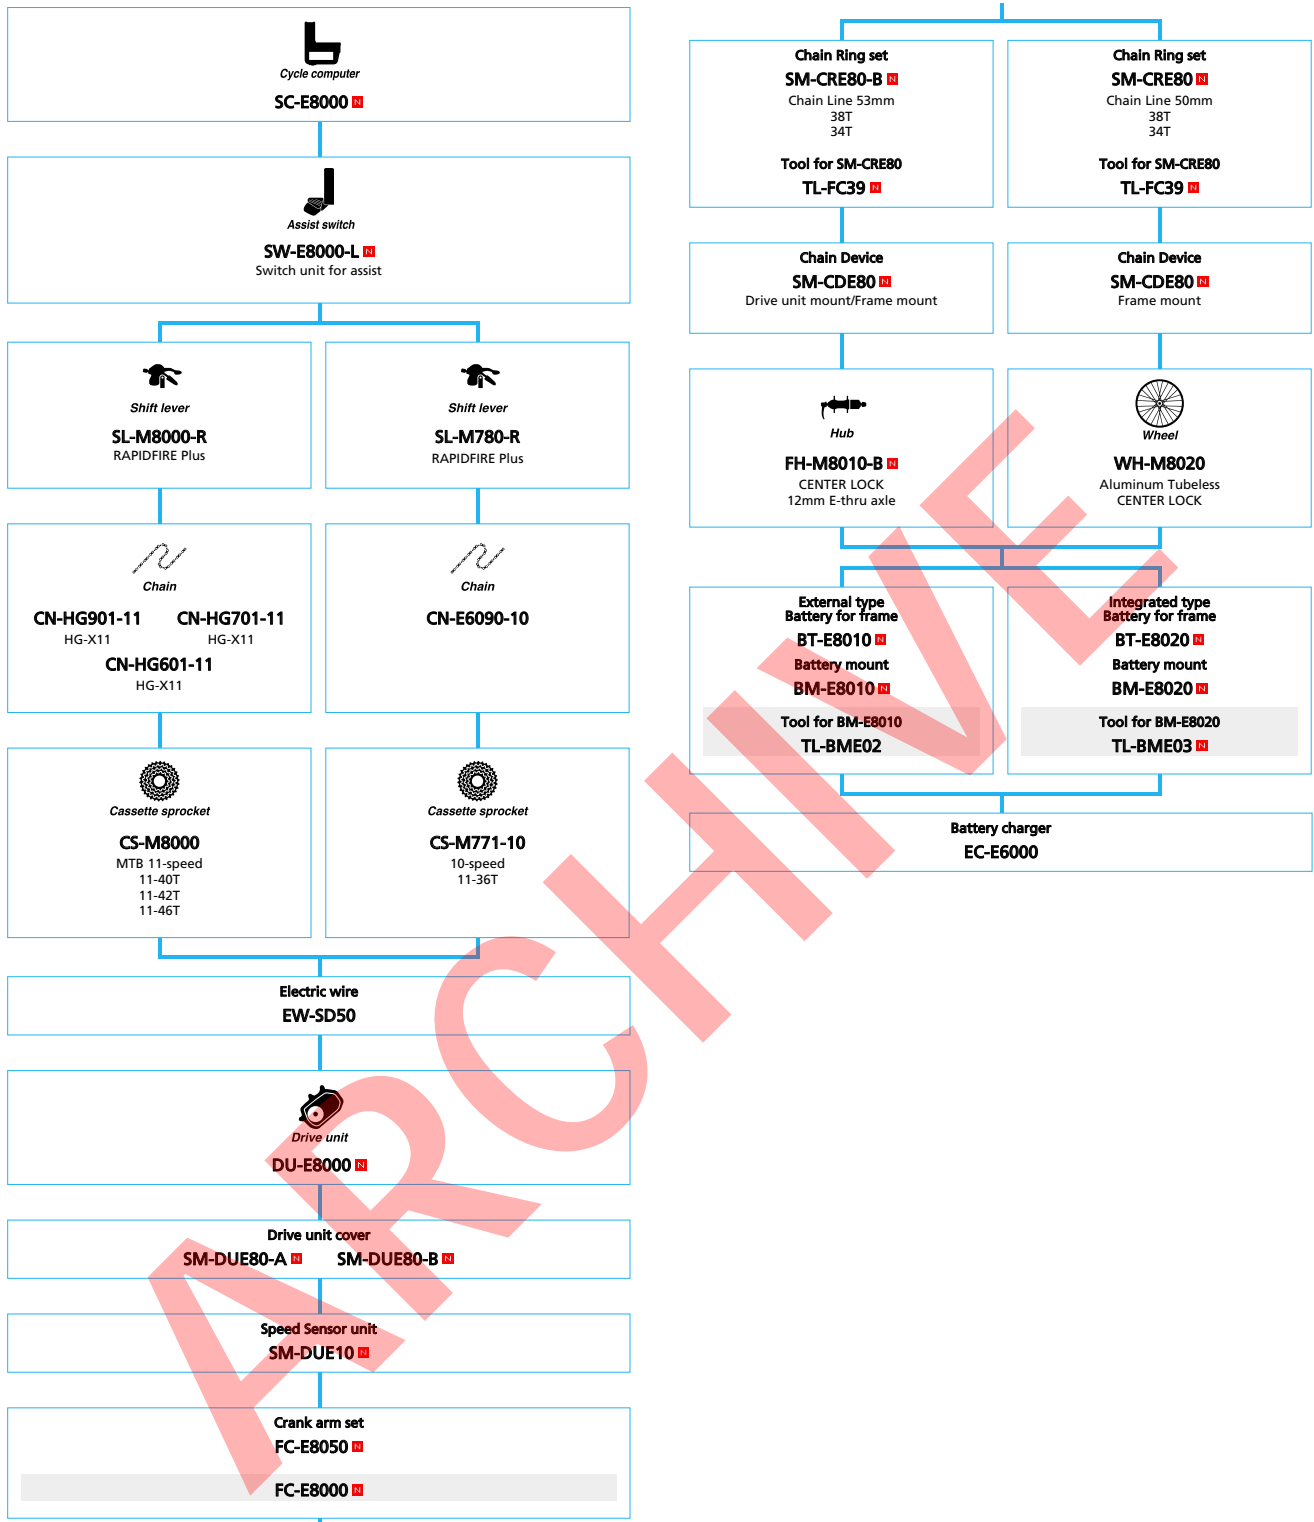 Cycle computer
SC-E8000 N
Assist switch
SW-E8000-L N
Switch unit for assist
Shift lever
SL-M8000-R
RAPIDFIRE Plus
Shift lever
SL-M780-R
RAPIDFIRE Plus
Chain
CN-HG901-11 CN-HG701-11
HG-X11 HG-X11
CN-HG601-11
HG-X11
Chain
CN-E6090-10
Cassette sprocket
CS-M8000
MTB 11-speed
11-40T
11-42T
11-46T
Cassette sprocket
CS-M771-10
10-speed
11-36T
Electric wire
EW-SD50
Drive unit
DU-E8000 N
Drive unit cover
SM-DUE80-A N SM-DUE80-B N
Speed Sensor unit
SM-DUE10 N
Crank arm set
FC-E8050 N
FC-E8000 N
Chain Ring set
SM-CRE80-B N
Chain Line 53mm
38T
34T
Tool for SM-CRE80
TL-FC39 N
Chain Ring set
SM-CRE80 N
Chain Line 50mm
38T
34T
Tool for SM-CRE80
TL-FC39 N
Chain Device
SM-CDE80 N
Drive unit mount/Frame mount
Chain Device
SM-CDE80 N
Frame mount
Hub
FH-M8010-B N
CENTER LOCK
12mm E-thru axle
Wheel
WH-M8020
Aluminum Tubeless
CENTER LOCK
External type
Battery for frame
BT-E8010 N
Battery mount
BM-E8010 N
Tool for BM-E8010
TL-BME02
Integrated type
Battery for frame
BT-E8020 N
Battery mount
BM-E8020 N
Tool for BM-E8020
TL-BME03 N
Battery charger
EC-E6000
ARCHIVE